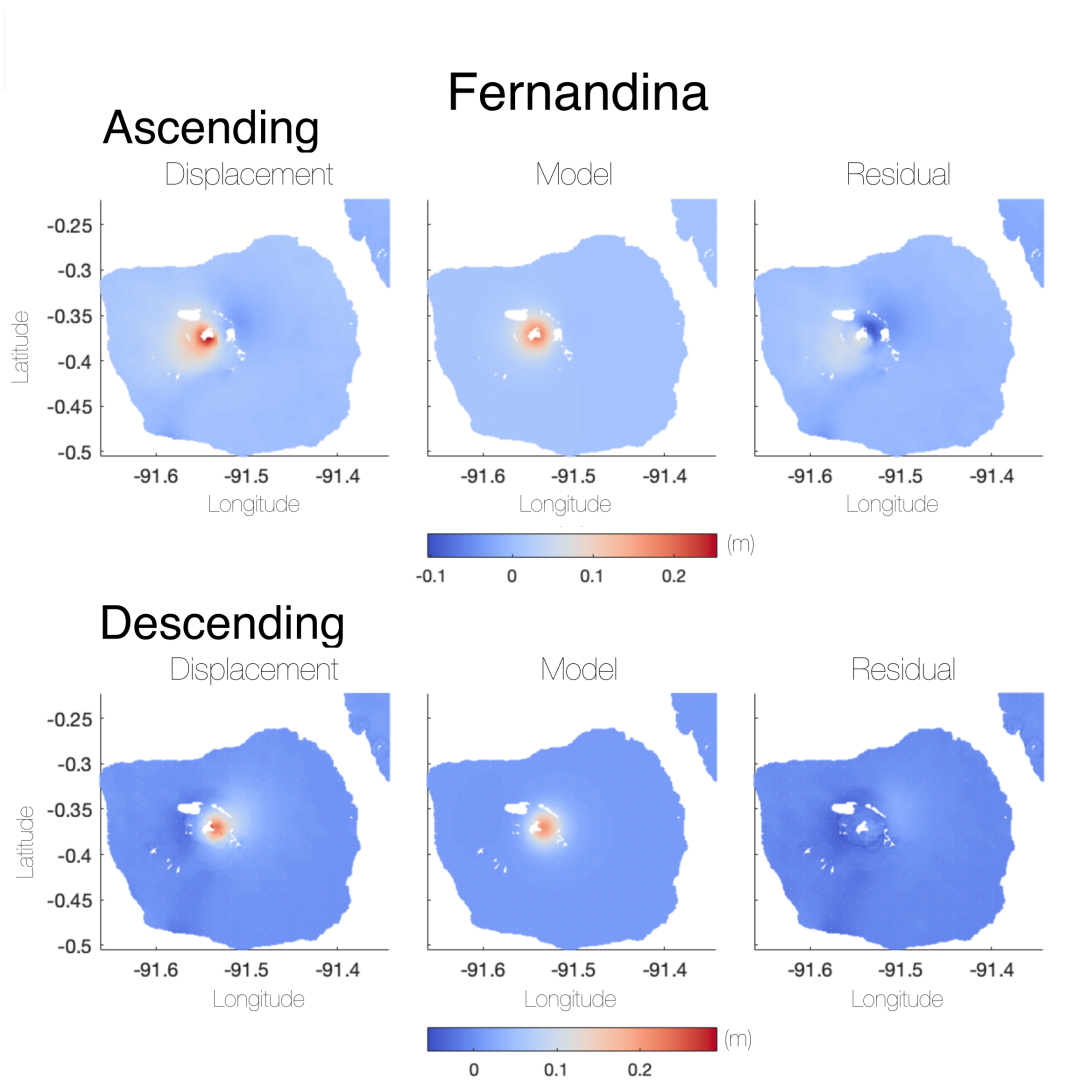 Fernandina
Ascending
Displacement Model Residual
-0.25
-0.3
-0.35
-0.4
-0.45
-0.5
Latitude
-91.6 -91.5 -91.4 -91.6 -91.5 -91.4 -91.6 -91.5 -91.4
Longitude Longitude Longitude
(m)
-0.1 0 0.1 0.2
Descending
Displacement Model Residual
-0.25
-0.3
-0.35
-0.4
-0.45
-0.5
Latitude
-91.6 -91.5 -91.4 -91.6 -91.5 -91.4 -91.6 -91.5 -91.4
Longitude Longitude Longitude
(m)
0 0.1 0.2